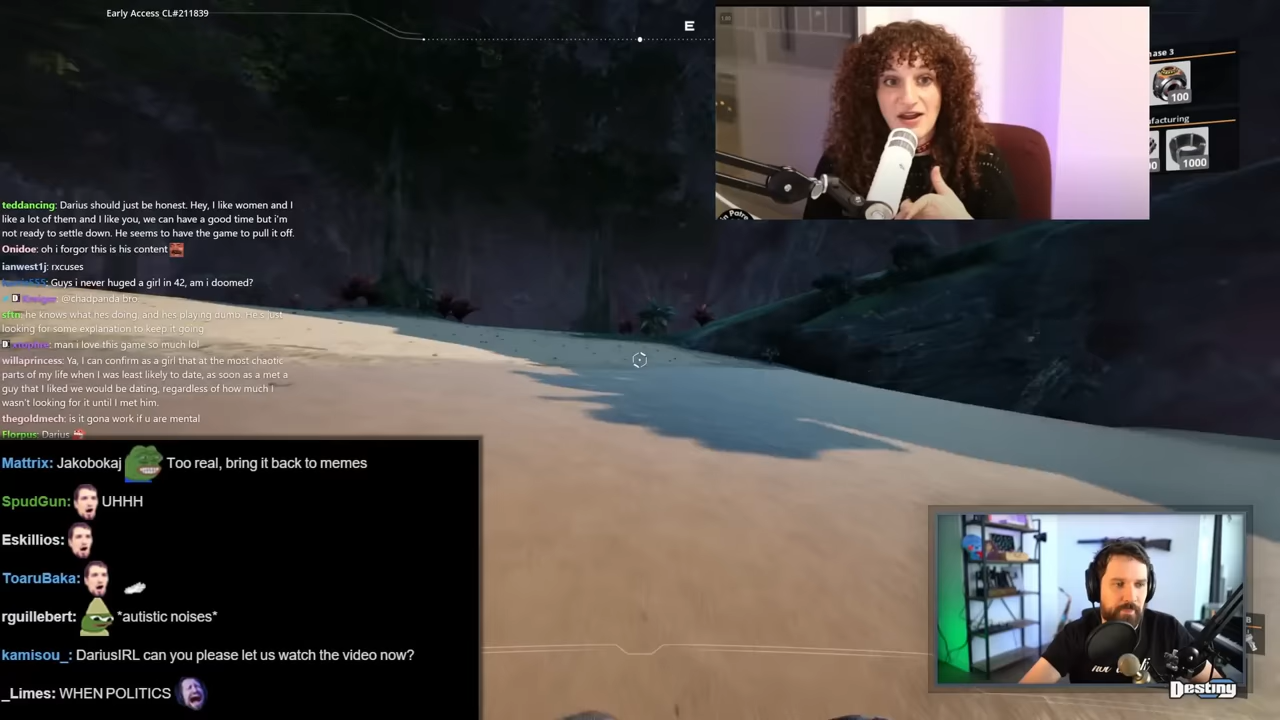 Early Access CL#211839
E
hase 3
100
ufacturing
1000
teddancing: Darius should just be honest. Hey, I like women and I
like a lot of them and I like you, we can have a good time but i'm
not ready to settle down. He seems to have the game to pull it off.
Onidoe: oh i forgor this is his content
ianwest1j: rxcuses
Guys i never huged a girl in 42, am i doomed?
@chadpanda bro
sftn: he knows what hes doing, and hes playing dumb. He's just
looking for some explanation to keep it going
man i love this game so much lol
willaprincess: Ya, I can confirm as a girl that at the most chaotic
parts of my life when I was least likely to date, as soon as a met a
guy that I liked we would be dating, regardless of how much I
wasn't looking for it until I met him.
thegoldmech: is it gona work if u are mental
Florpus: Darius
Mattrix: Jakobokaj Too real, bring it back to memes
SpudGun: UHHH
Eskillios:
ToaruBaka:
rguillebert: *autistic noises*
kamisou_: DariusIRL can you please let us watch the video now?
_Limes: WHEN POLITICS
Destiny